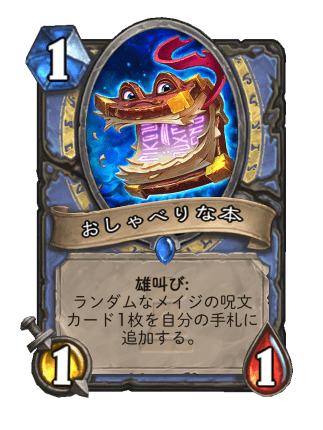 1
おしゃべりな本
雄叫び:
ランダムなメイジの呪文
カード1枚を自分の手札に
追加する。
1
1